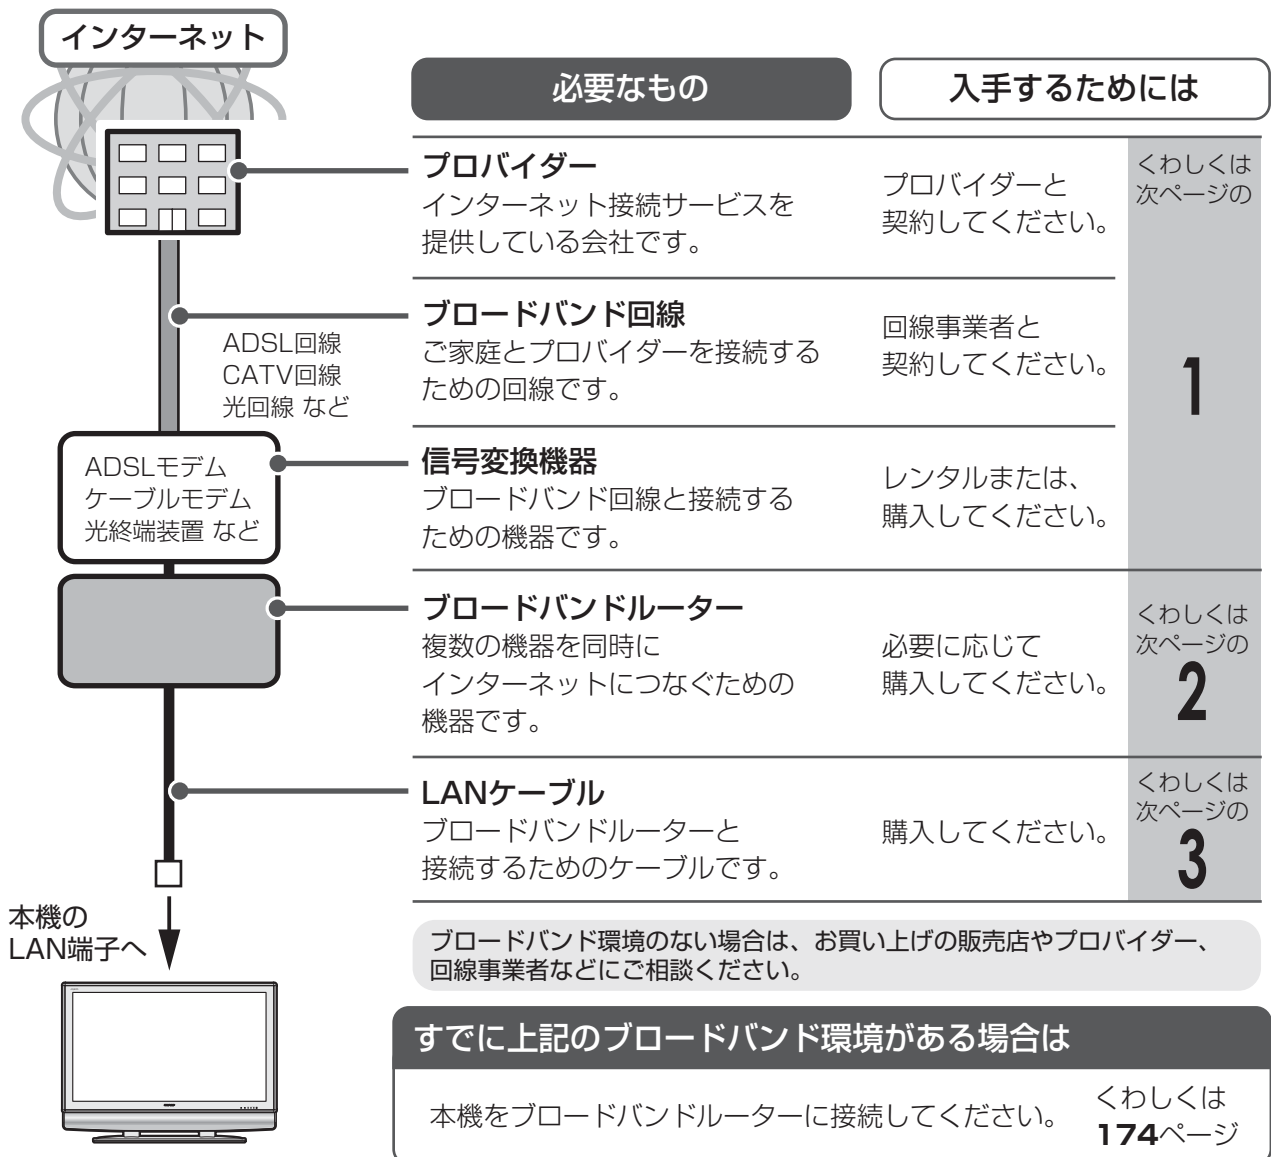 インターネット
必要なもの
入手するためには
プロバイダー
インターネット接続サービスを
提供している会社です。
プロバイダーと
契約してください。
くわしくは
次ページの
1
ブロードバンド回線
ご家庭とプロバイダーを接続する
ための回線です。
回線事業者と
契約してください。
ADSL回線
CATV回線
光回線 など
信号変換機器
ブロードバンド回線と接続する
ための機器です。
レンタルまたは、
購入してください。
ADSLモデム
ケーブルモデム
光終端装置 など
ブロードバンドルーター
複数の機器を同時に
インターネットにつなぐための
機器です。
必要に応じて
購入してください。
くわしくは
次ページの
2
LANケーブル
ブロードバンドルーターと
接続するためのケーブルです。
購入してください。
くわしくは
次ページの
3
本機の
LAN端子へ
ブロードバンド環境のない場合は、お買い上げの販売店やプロバイダー、
回線事業者などにご相談ください。
すでに上記のブロードバンド環境がある場合は
本機をブロードバンドルーターに接続してください。
くわしくは
174ページ